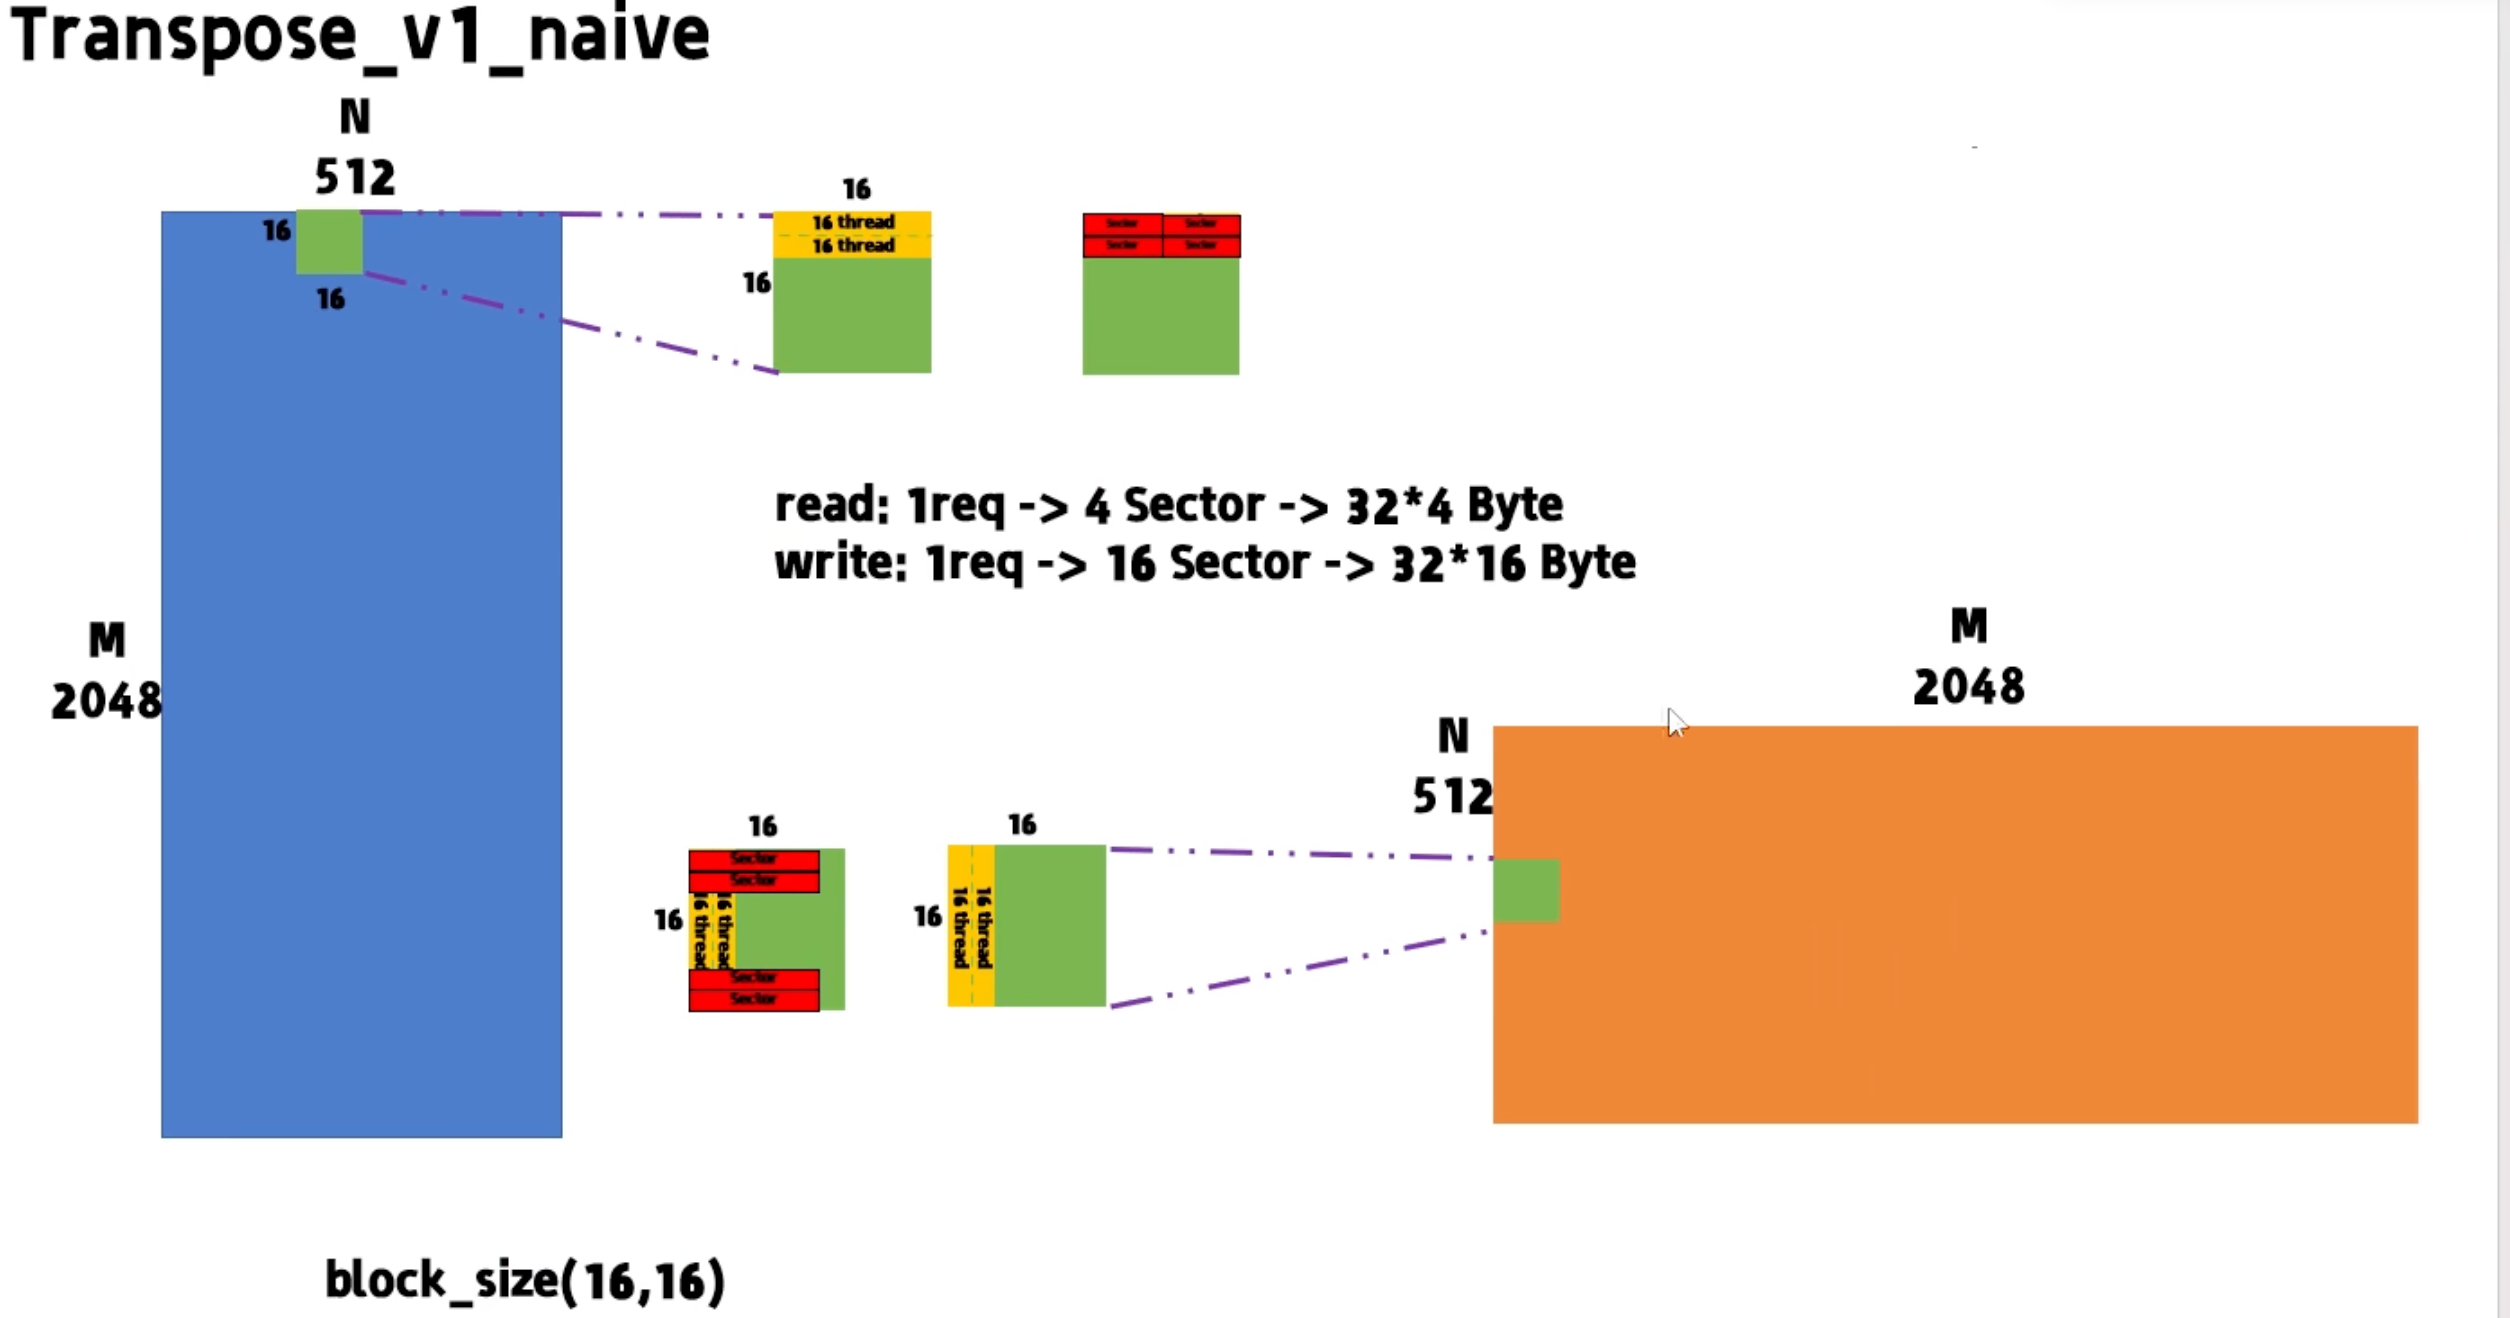 Transpose_v1_naive
N
512
16
16
16
16 thread
16 thread
16
Sector
Sector
Sector
Sector
read: 1req -> 4 Sector -> 32*4 Byte
write: 1req -> 16 Sector -> 32*16 Byte
M
2048
M
2048
N
512
16
16
Sector
Sector
16 thread
16 thread
Sector
Sector
16
16
16 thread
16 thread
block_size(16,16)